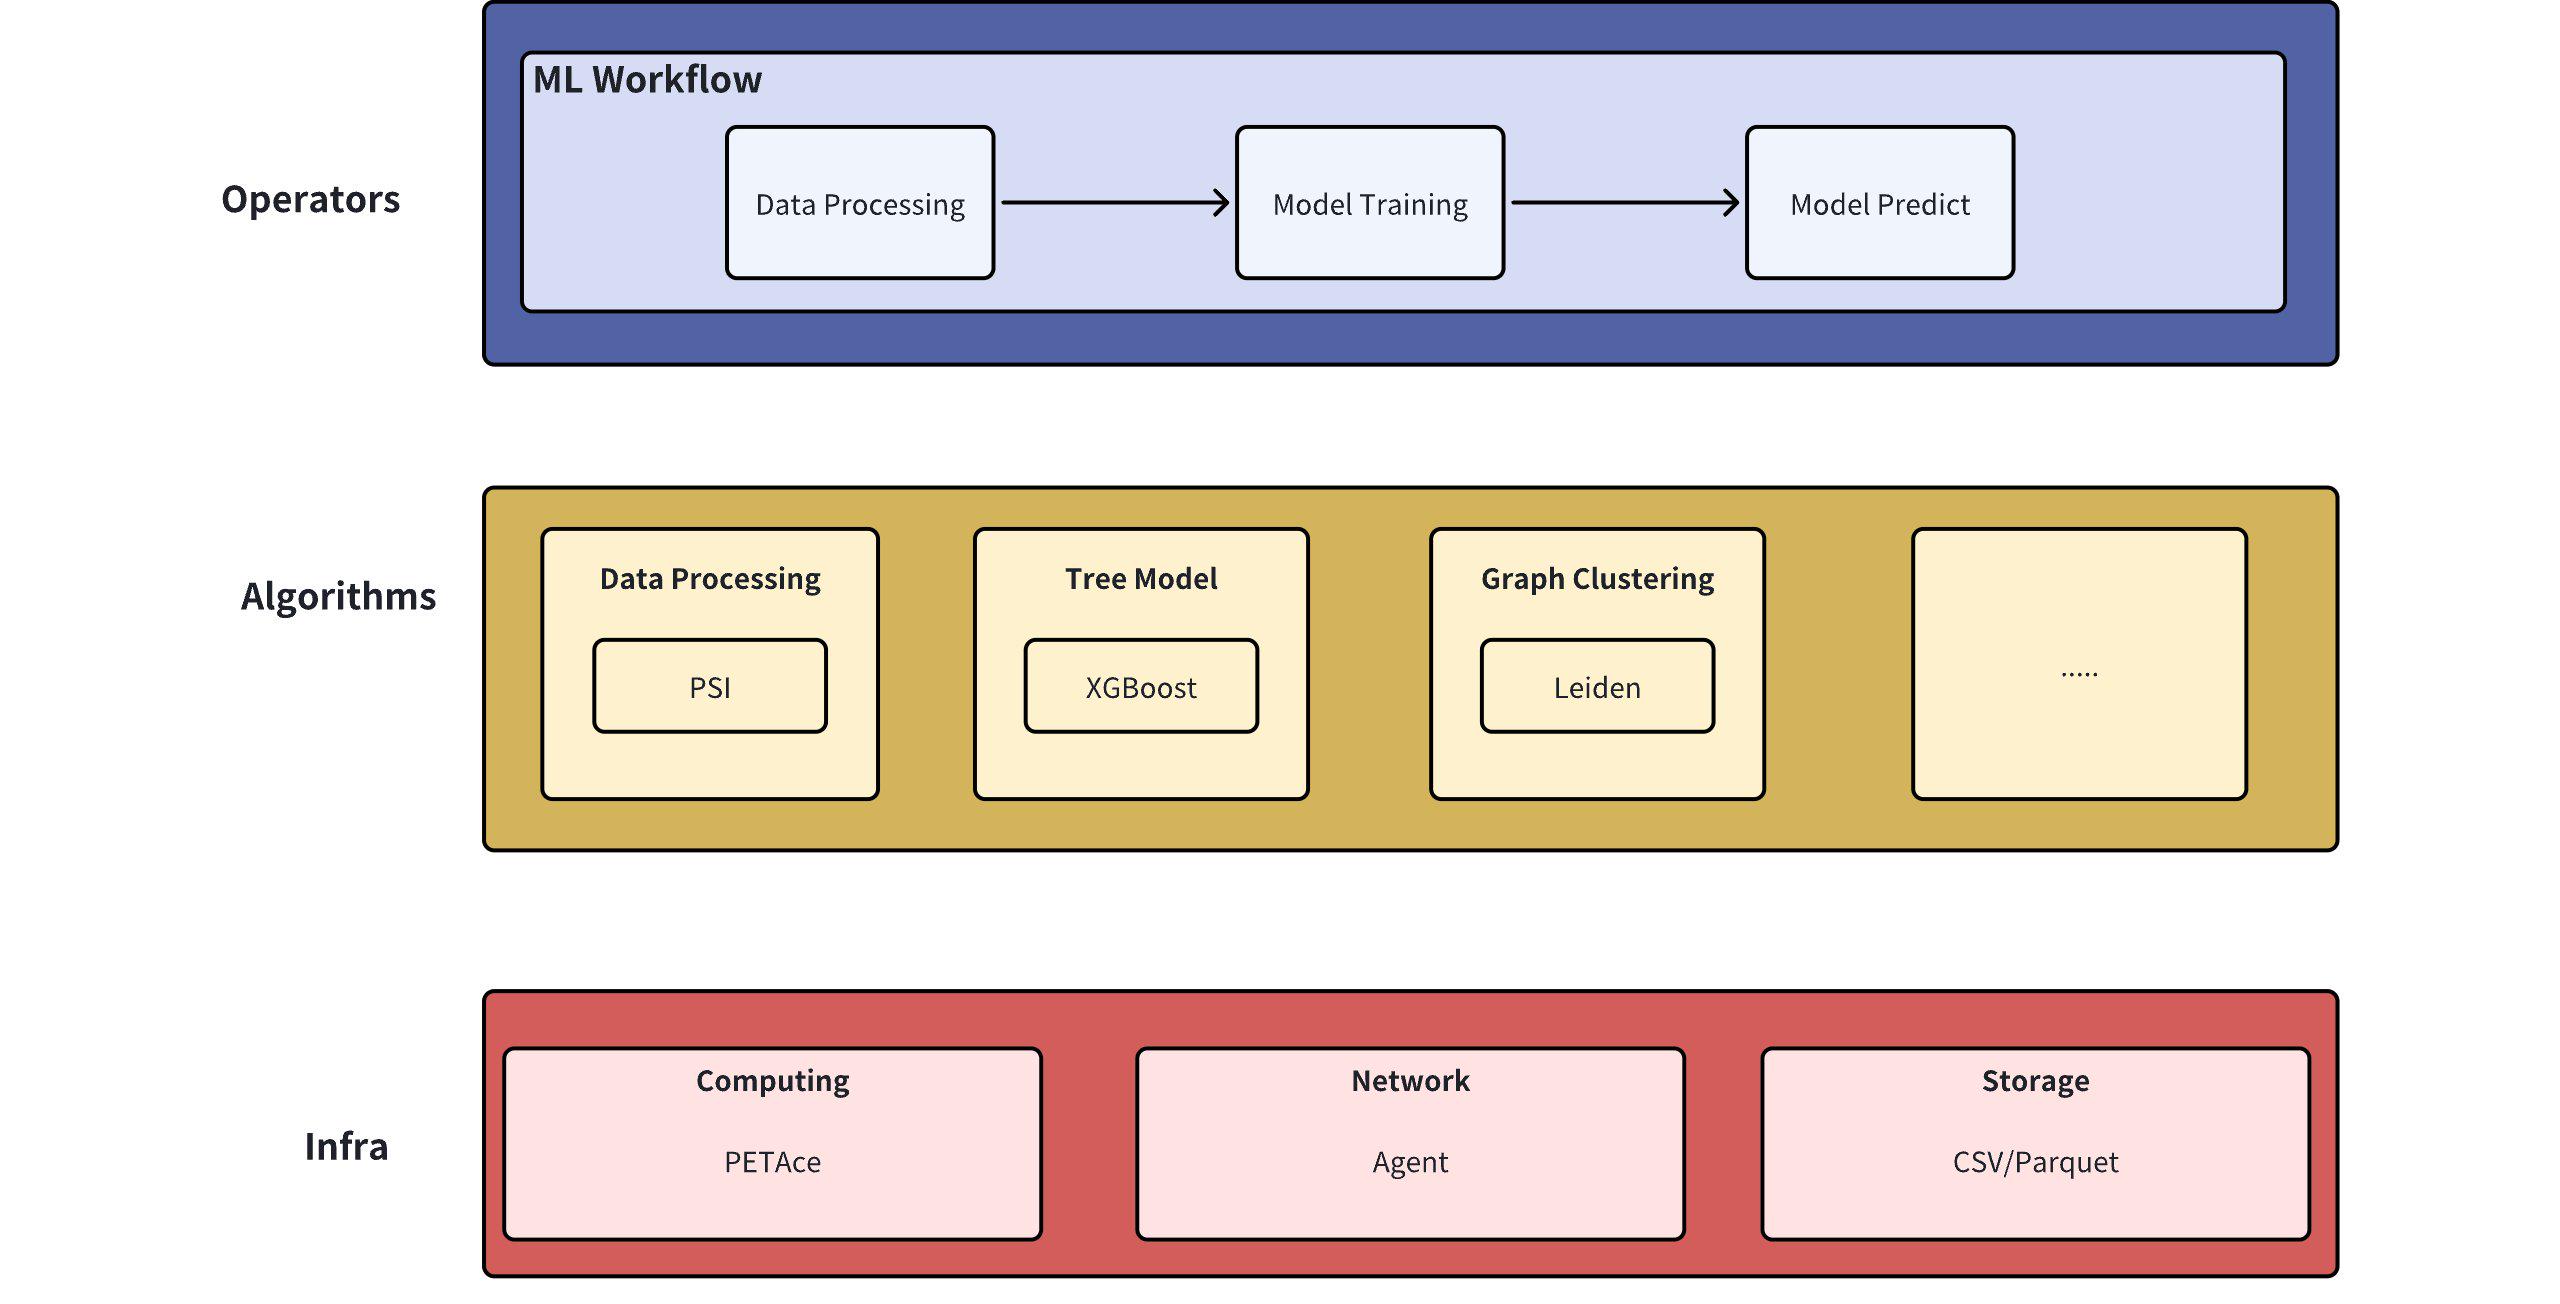 ML Workflow
Operators
Data Processing
Model Training
Model Predict
Algorithms
Data Processing
Tree Model
Graph Clustering
PSI
XGBoost
Leiden
.....
Infra
Computing
Network
Storage
PETAce
Agent
CSV/Parquet